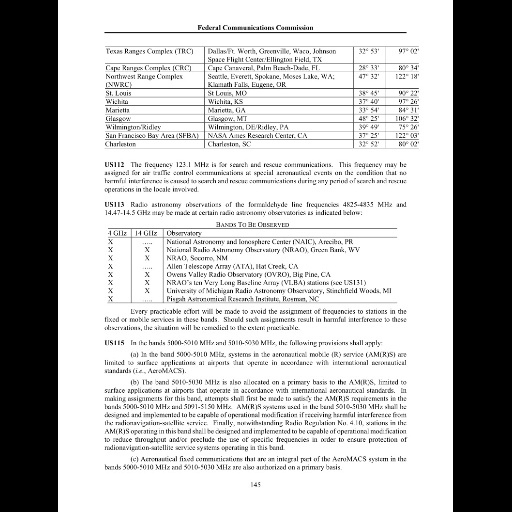 Federal Communications Commission
Texas Ranges Complex (TRC) Dallas/Ft. Worth, Greenville, Waco, Johnson Space Flight Center/Ellington Field, TX 32° 53' 97° 02'
Cape Ranges Complex (CRC) Cape Canaveral, Palm Beach-Dade, FL 28° 33' 80° 34'
Northwest Range Complex (NWRC) Seattle, Everett, Spokane, Moses Lake, WA; Klamath Falls, Eugene, OR 47° 32' 122° 18'
St. Louis St Louis, MO 38° 45' 90° 22'
Wichita Wichita, KS 37° 40' 97° 26'
Marietta Marietta, GA 33° 54' 84° 31'
Glasgow Glasgow, MT 48° 25' 106° 32'
Wilmington/Ridley Wilmington, DE/Ridley, PA 39° 49' 75° 26'
San Francisco Bay Area (SFBA) NASA Ames Research Center, CA 37° 25' 122° 03'
Charleston Charleston, SC 32° 52' 80° 02'
US112 The frequency 123.1 MHz is for search and rescue communications. This frequency may be
assigned for air traffic control communications at special aeronautical events on the condition that no
harmful interference is caused to search and rescue communications during any period of search and rescue
operations in the locale involved.
US113 Radio astronomy observations of the formaldehyde line frequencies 4825-4835 MHz and
14.47-14.5 GHz may be made at certain radio astronomy observatories as indicated below:
BANDS TO BE OBSERVED
4 GHz 14 GHz Observatory
X ..... National Astronomy and Ionosphere Center (NAIC), Arecibo, PR
X X National Radio Astronomy Observatory (NRAO), Green Bank, WV
X X NRAO, Socorro, NM
X ..... Allen Telescope Array (ATA), Hat Creek, CA
X X Owens Valley Radio Observatory (OVRO), Big Pine, CA
X X NRAO's ten Very Long Baseline Array (VLBA) stations (see US131)
X X University of Michigan Radio Astronomy Observatory, Stinchfield Woods, MI
X ..... Pisgah Astronomical Research Institute, Rosman, NC
Every practicable effort will be made to avoid the assignment of frequencies to stations in the
fixed or mobile services in these bands. Should such assignments result in harmful interference to these
observations, the situation will be remedied to the extent practicable.
US115 In the bands 5000-5010 MHz and 5010-5030 MHz, the following provisions shall apply:
(a) In the band 5000-5010 MHz, systems in the aeronautical mobile (R) service (AM(R)S) are
limited to surface applications at airports that operate in accordance with international aeronautical
standards (i.e., AeroMACS).
(b) The band 5010-5030 MHz is also allocated on a primary basis to the AM(R)S, limited to
surface applications at airports that operate in accordance with international aeronautical standards. In
making assignments for this band, attempts shall first be made to satisfy the AM(R)S requirements in the
bands 5000-5010 MHz and 5091-5150 MHz. AM(R)S systems used in the band 5010-5030 MHz shall be
designed and implemented to be capable of operational modification if receiving harmful interference from
the radionavigation-satellite service. Finally, notwithstanding Radio Regulation No. 4.10, stations in the
AM(R)S operating in this band shall be designed and implemented to be capable of operational modification
to reduce throughput and/or preclude the use of specific frequencies in order to ensure protection of
radionavigation-satellite service systems operating in this band.
(c) Aeronautical fixed communications that are an integral part of the AeroMACS system in the
bands 5000-5010 MHz and 5010-5030 MHz are also authorized on a primary basis.
145